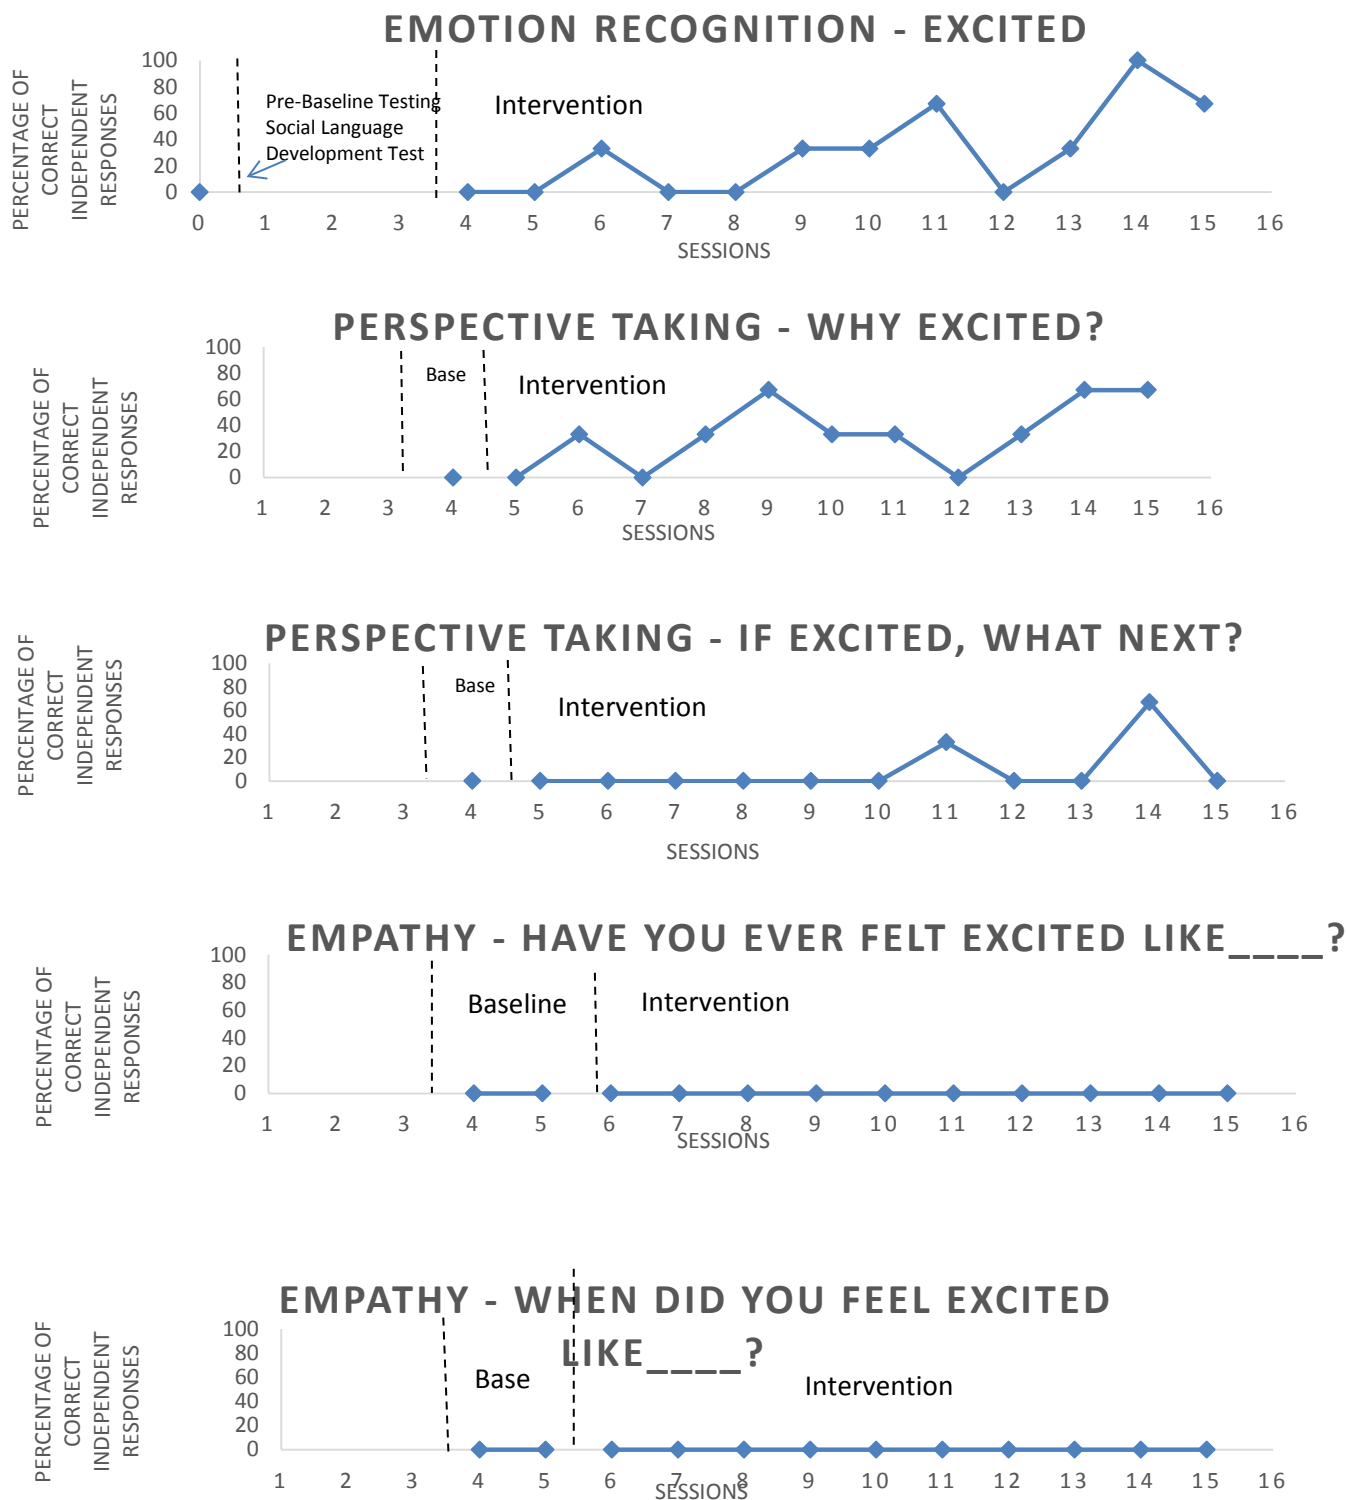 EMOTION RECOGNITION - EXCITED
PERCENTAGE OF
CORRECT
INDEPENDENT
RESPONSES
100
80
60
40
20
0
Pre-Baseline Testing
Social Language
Development Test
Intervention
0 1 2 3 4 5 6 7 8 9 10 11 12 13 14 15 16
SESSIONS
PERSPECTIVE TAKING - WHY EXCITED?
PERCENTAGE OF
CORRECT
INDEPENDENT
RESPONSES
100
80
60
40
20
0
Base
Intervention
1 2 3 4 5 6 7 8 9 10 11 12 13 14 15 16
SESSIONS
PERSPECTIVE TAKING - IF EXCITED, WHAT NEXT?
PERCENTAGE OF
CORRECT
INDEPENDENT
RESPONSES
100
80
60
40
20
0
Base
Intervention
1 2 3 4 5 6 7 8 9 10 11 12 13 14 15 16
SESSIONS
EMPATHY - HAVE YOU EVER FELT EXCITED LIKE____?
PERCENTAGE OF
CORRECT
INDEPENDENT
RESPONSES
100
80
60
40
20
0
Baseline
Intervention
1 2 3 4 5 6 7 8 9 10 11 12 13 14 15 16
SESSIONS
EMPATHY - WHEN DID YOU FEEL EXCITED
LIKE____?
PERCENTAGE OF
CORRECT
INDEPENDENT
RESPONSES
100
80
60
40
20
0
Base
Intervention
1 2 3 4 5 6 7 8 9 10 11 12 13 14 15 16
SESSIONS